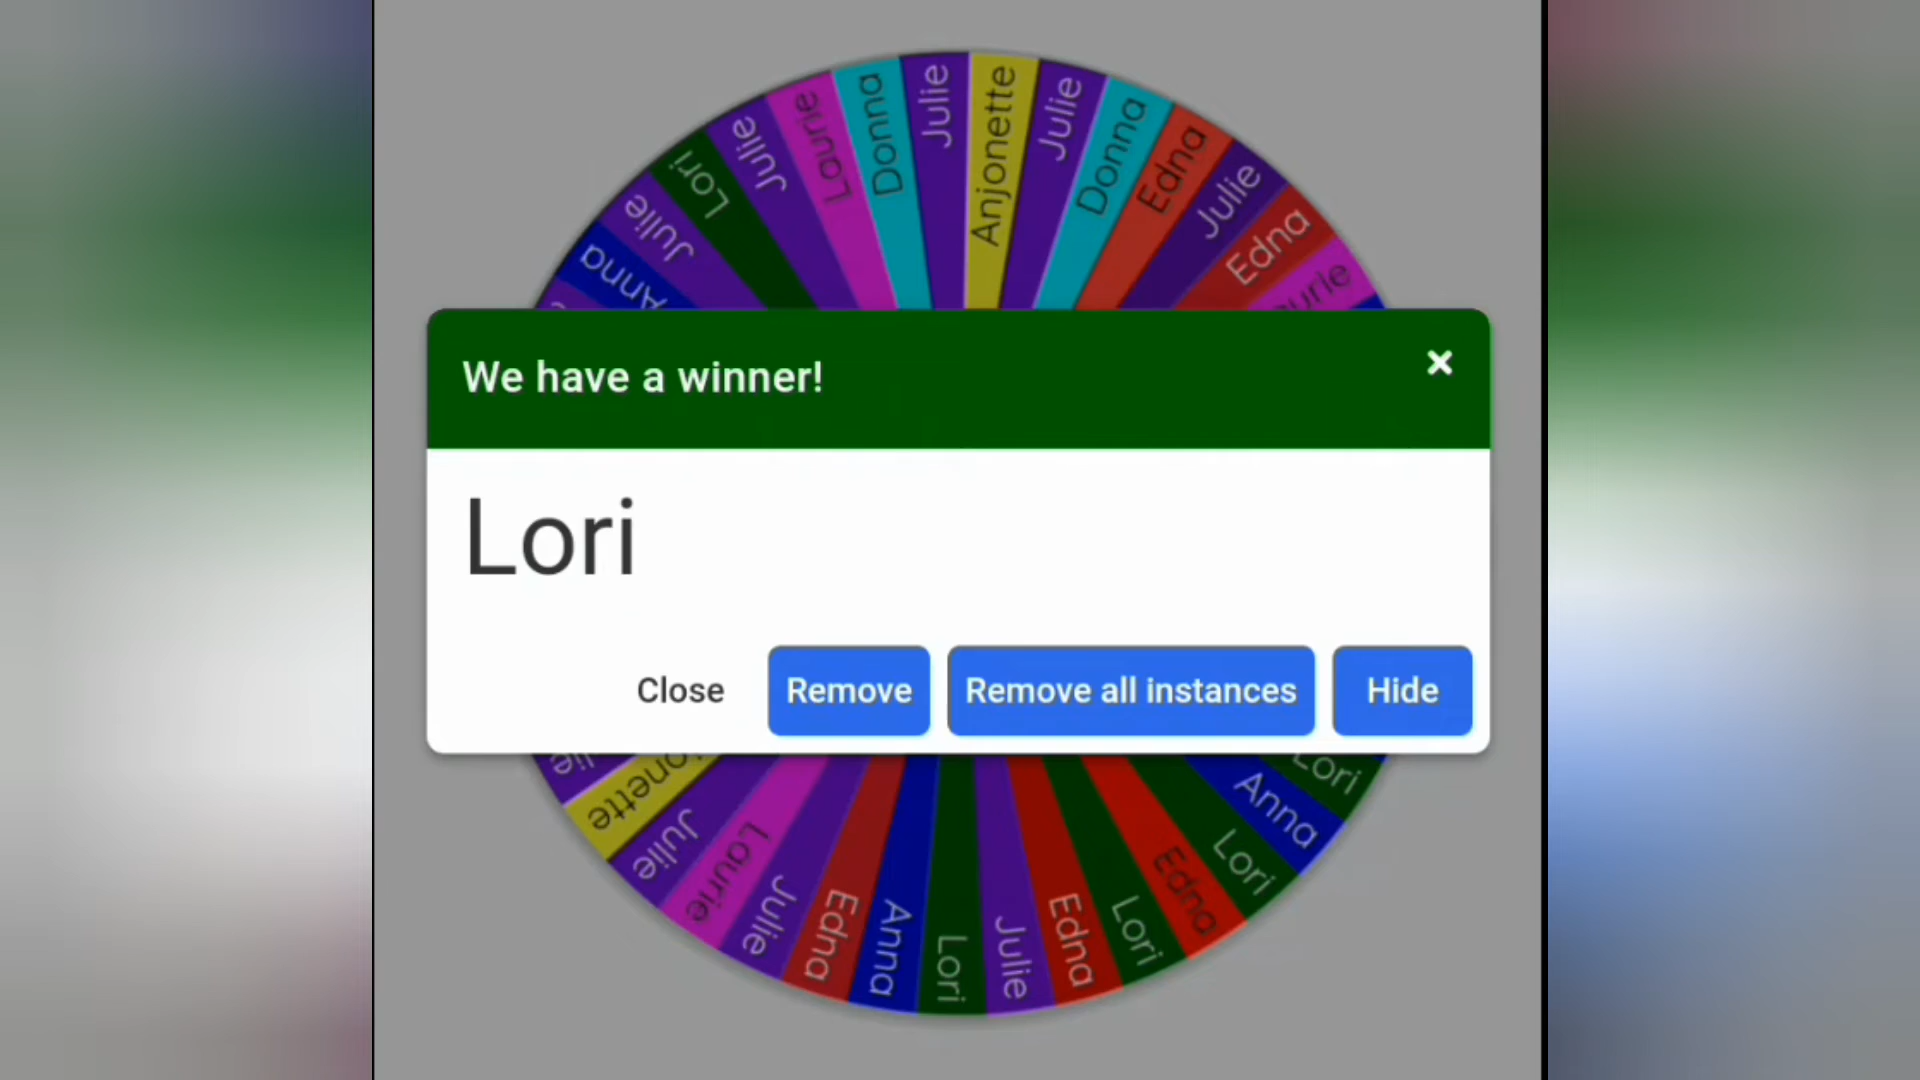 Anna
Julie
Lori
Julie
Laurie
Donna
Julie
Anjonette
Julie
Donna
Edna
Julie
Edna
We have a winner!
Lori
Close
Remove
Remove all instances
Hide
Julie
Laurie
Julie
Edna
Anna
Lori
Julie
Edna
Lori
Edna
Lori
Anna
Lori